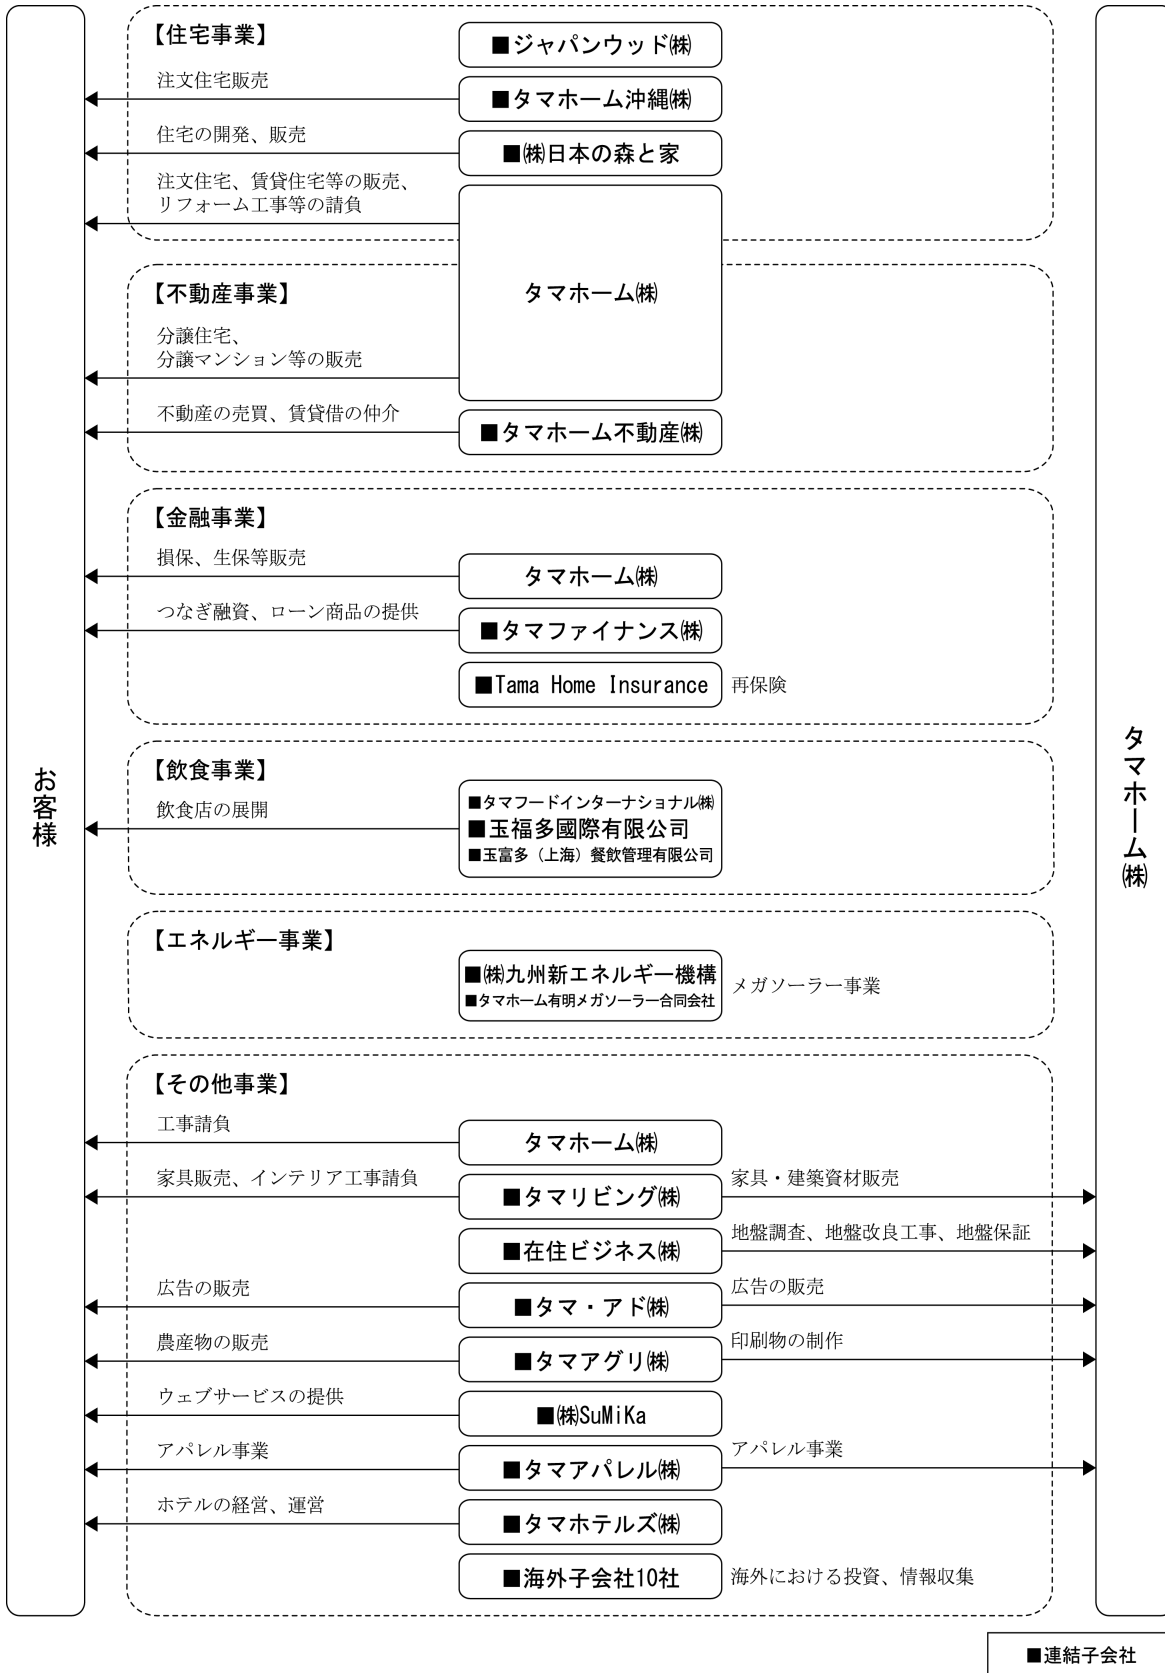 お客様
【住宅事業】
■ジャパンウッド㈱
注文住宅販売
■タマホーム沖縄㈱
住宅の開発、販売
■㈱日本の森と家
注文住宅、賃貸住宅等の販売、
リフォーム工事等の請負
タマホーム㈱
【不動産事業】
分譲住宅、
分譲マンション等の販売
不動産の売買、賃貸借の仲介
■タマホーム不動産㈱
【金融事業】
損保、生保等販売
タマホーム㈱
つなぎ融資、ローン商品の提供
■タマファイナンス㈱
■Tama Home Insurance
再保険
【飲食事業】
飲食店の展開
■タマフードインターナショナル㈱
■玉福多國際有限公司
■玉富多（上海）餐飲管理有限公司
【エネルギー事業】
■㈱九州新エネルギー機構
■タマホーム有明メガソーラー合同会社
メガソーラー事業
【その他事業】
工事請負
タマホーム㈱
家具販売、インテリア工事請負
■タマリビング㈱
家具・建築資材販売
■在住ビジネス㈱
地盤調査、地盤改良工事、地盤保証
広告の販売
■タマ・アド㈱
広告の販売
農産物の販売
■タマアグリ㈱
印刷物の制作
ウェブサービスの提供
■㈱SuMiKa
アパレル事業
■タマアパレル㈱
アパレル事業
ホテルの経営、運営
■タマホテルズ㈱
■海外子会社10社
海外における投資、情報収集
タマホーム㈱
■連結子会社